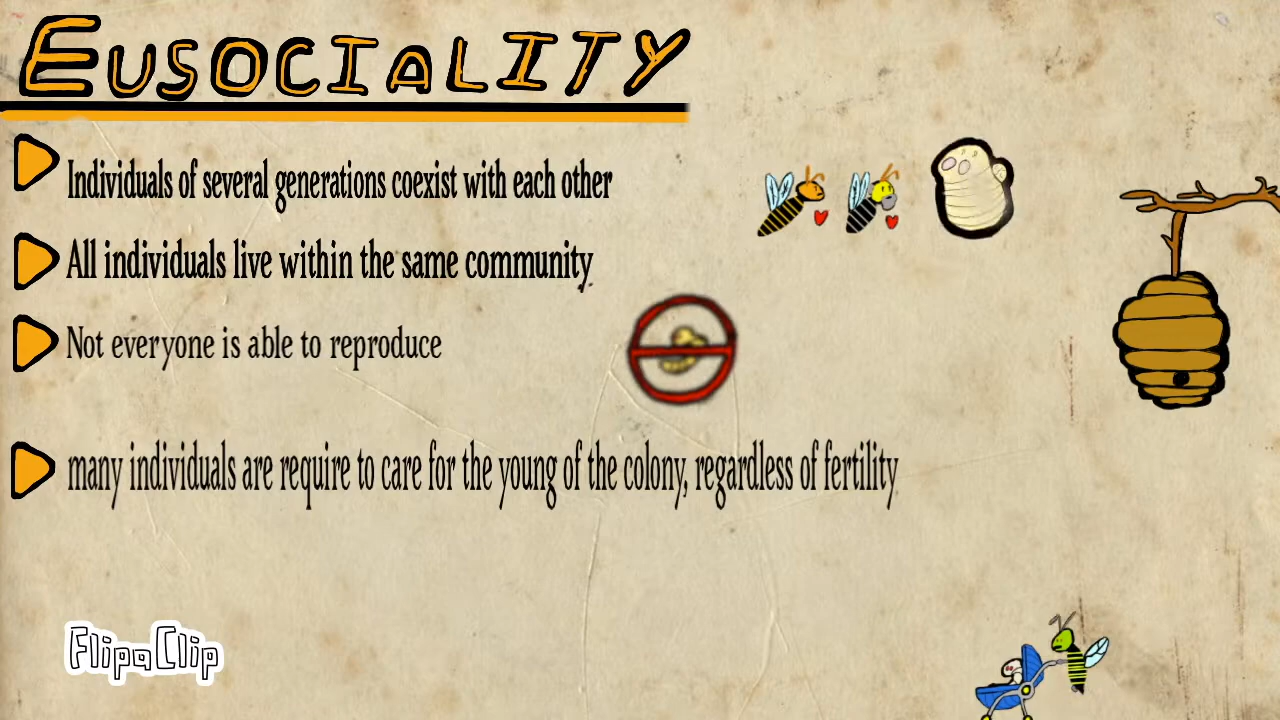 EUSOCIALITY
Individuals of several generations coexist with each other
All individuals live within the same community
Not everyone is able to reproduce
many individuals are require to care for the young of the colony, regardless of fertility
FlipaClip